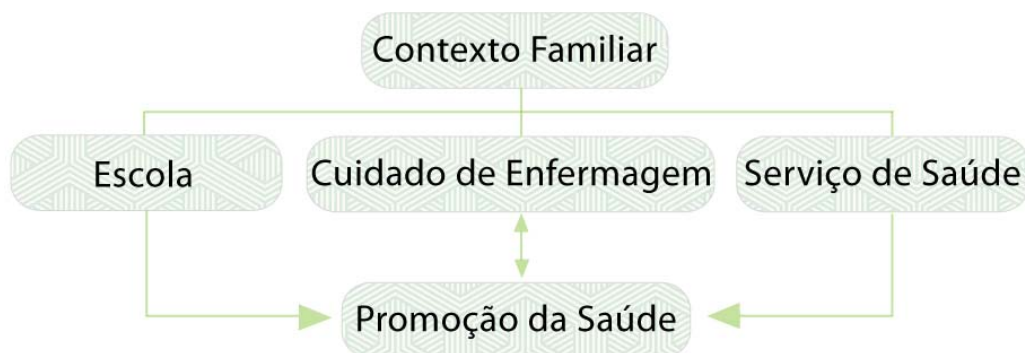 Contexto Familiar
Escola
Cuidado de Enfermagem
Serviço de Saúde
Promoção da Saúde